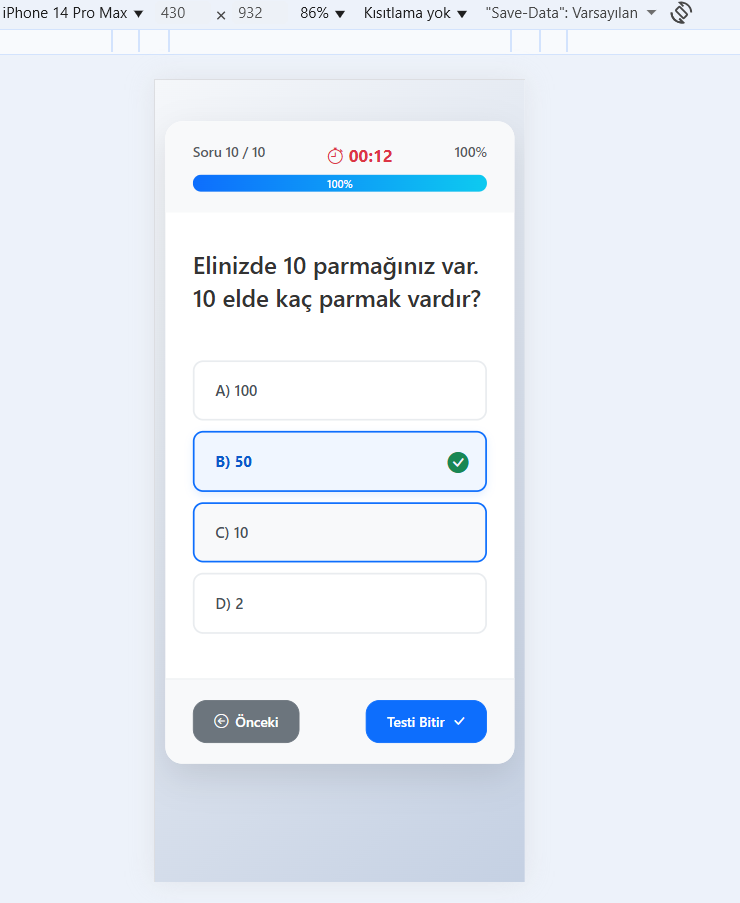 iPhone 14 Pro Max 430 × 932 86% Kısıtlama yok "Save-Data": Varsayılan
Soru 10 / 10 00:12 100%
100%
Elinizde 10 parmağınız var.
10 elde kaç parmak vardır?
A) 100
B) 50
C) 10
D) 2
Önceki Testi Bitir